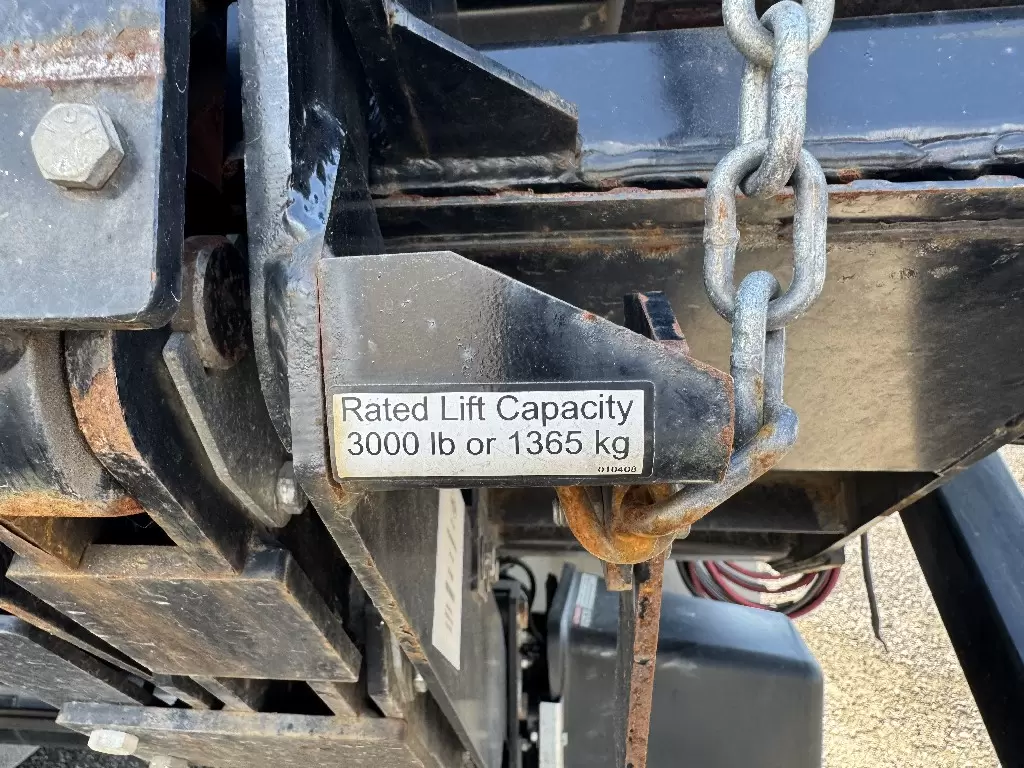 Rated Lift Capacity
3000 lb or 1365 kg
010408